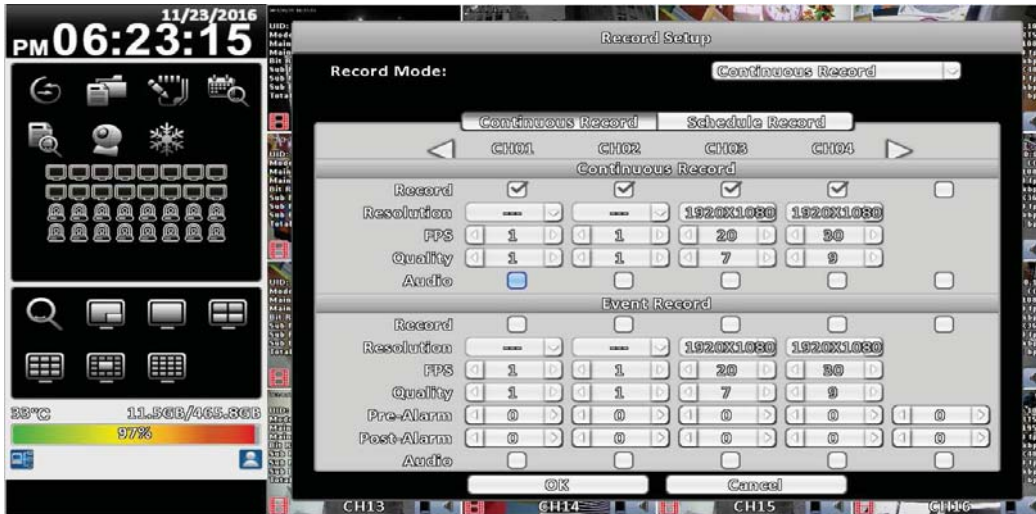 11/23/2016
PM 06:23:15
33°C 11.5GB/465.8GB
97%
Record Setup
Record Mode: Continuous Record
Continuous Record Schedule Record
CH01 CH02 CH03 CH04
Continuous Record
Record
Resolution --- --- 1920X1080 1920X1080
FPS 1 1 20 30
Quality 1 1 7 9
Audio
Event Record
Record
Resolution --- --- 1920X1080 1920X1080
FPS 1 1 20 30
Quality 1 1 7 9
Pre-Alarm 0 0 0 0 0
Post-Alarm 0 0 0 0 0
Audio
OK Cancel
CH13 CH14 CH15 CH16